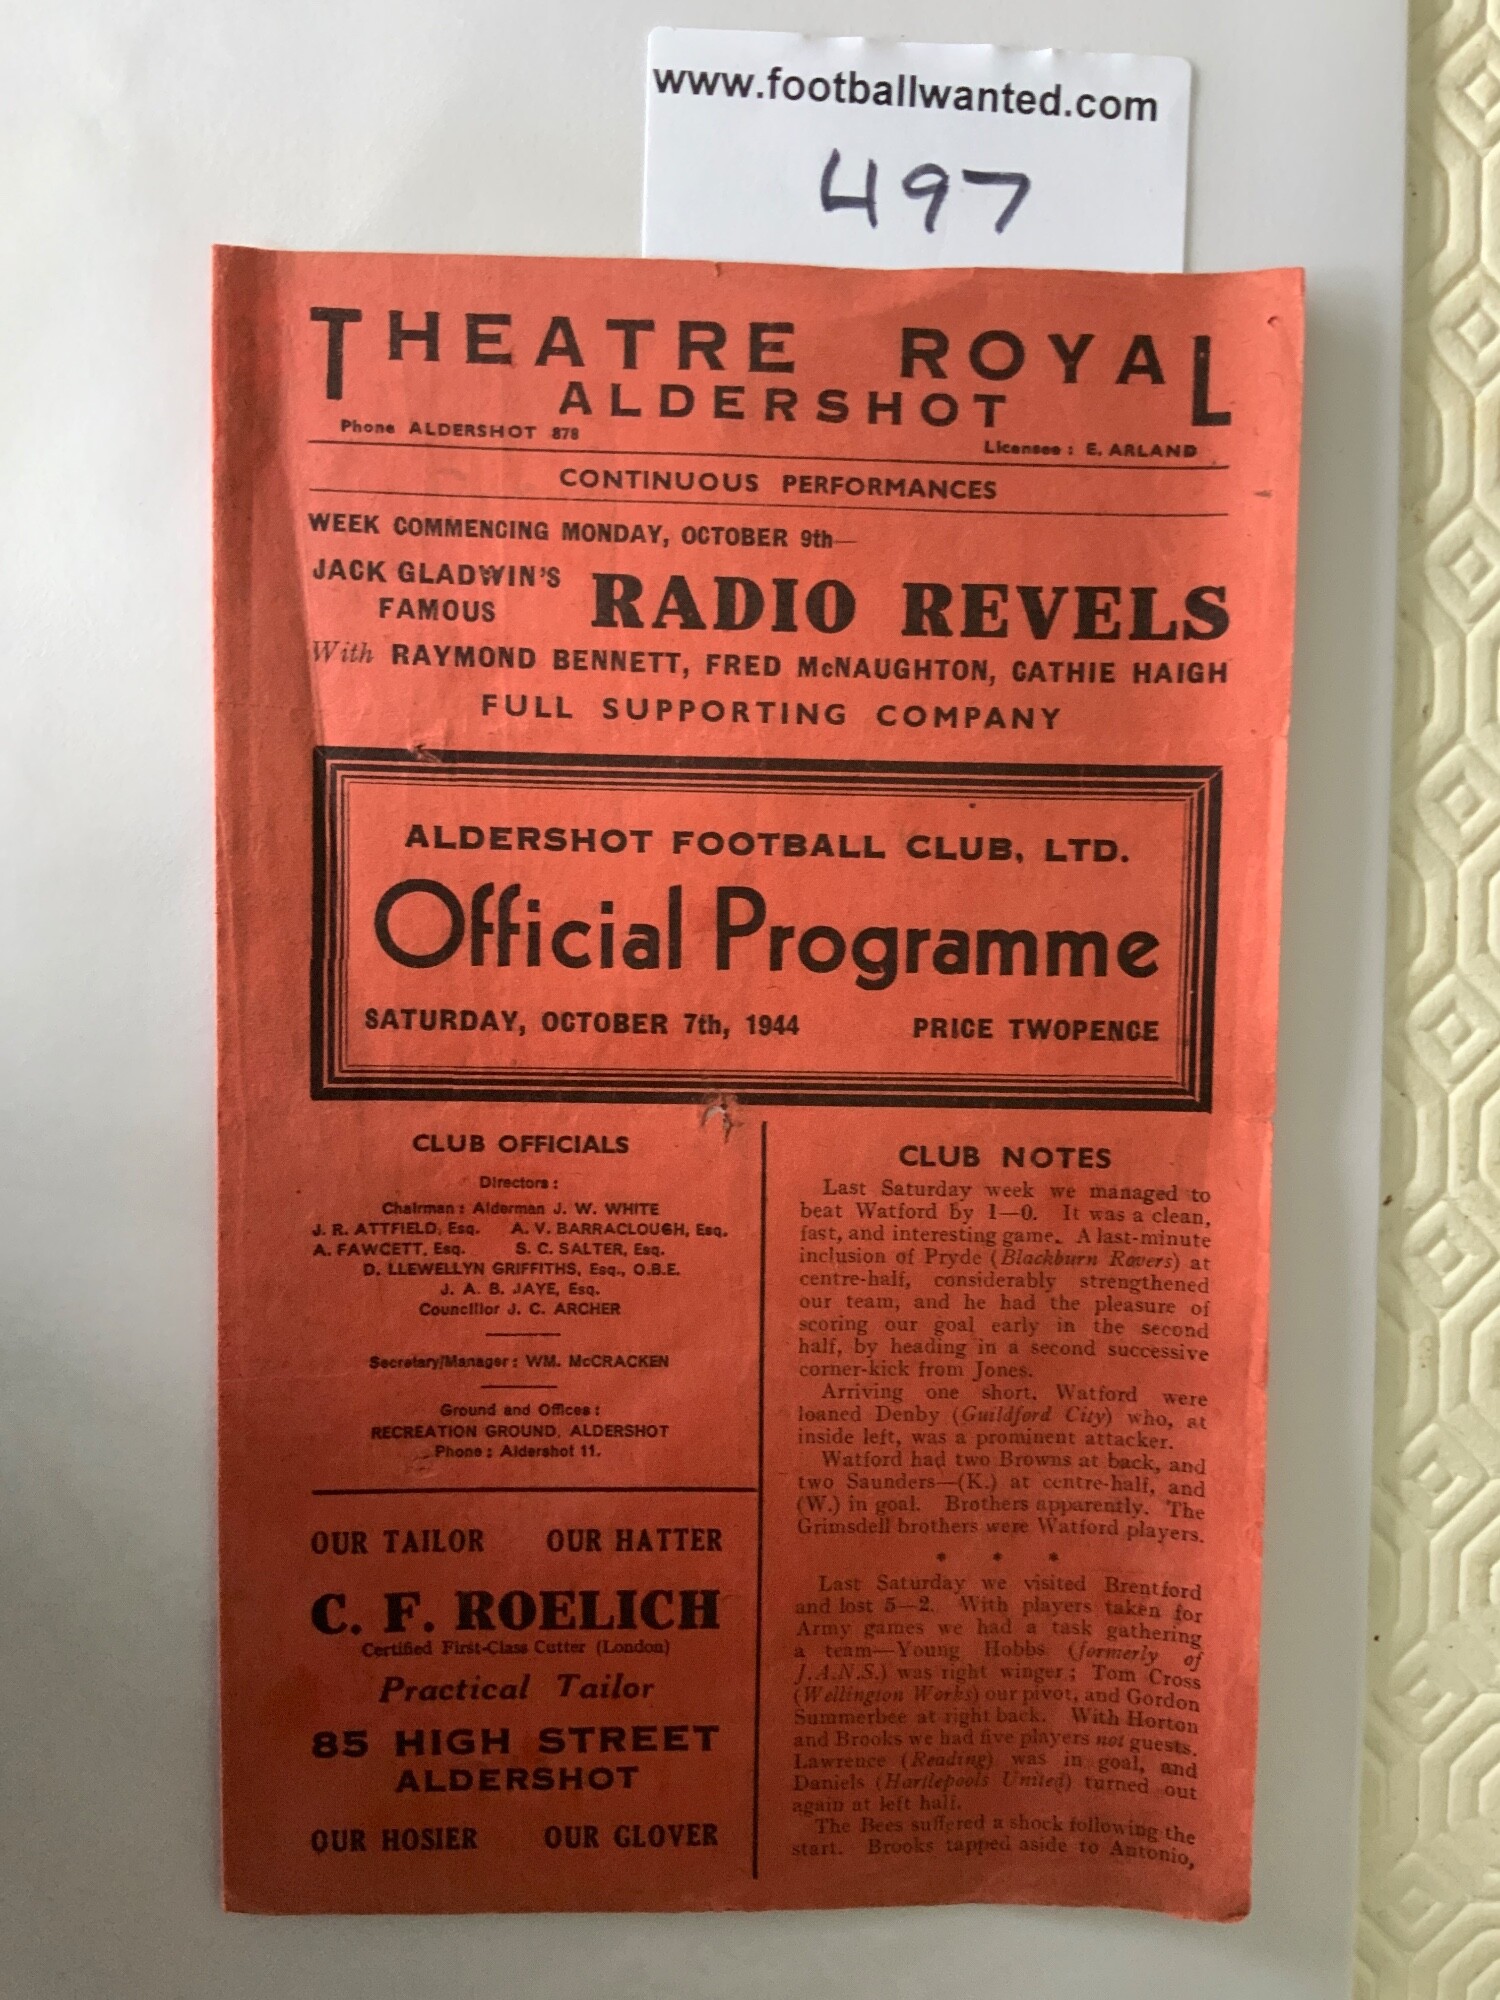 www.footballwanted.com
497
THEATRE ROYAL
ALDERSHOT
Phone ALDERSHOT 878
Licensee : E. ARLAND
CONTINUOUS PERFORMANCES
WEEK COMMENCING MONDAY, OCTOBER 9th—
JACK GLADWIN'S
FAMOUS
RADIO REVELS
With RAYMOND BENNETT, FRED McNAUGHTON, CATHIE HAIGH
FULL SUPPORTING COMPANY
ALDERSHOT FOOTBALL CLUB, LTD.
Official Programme
SATURDAY, OCTOBER 7th, 1944 PRICE TWOPENCE
CLUB OFFICIALS
Directors :
Chairman : Alderman J. W. WHITE
J. R. ATTFIELD, Esq. A. V. BARRACLOUGH, Esq.
A. FAWCETT, Esq. S. C. SALTER, Esq.
D. LLEWELLYN GRIFFITHS, Esq., O.B.E.
J. A. B. JAYE, Esq.
Councillor J. C. ARCHER
Secretary/Manager : WM. McCRACKEN
Ground and Offices :
RECREATION GROUND, ALDERSHOT
Phone : Aldershot 11.
OUR TAILOR OUR HATTER
C. F. ROELICH
Certified First-Class Cutter (London)
Practical Tailor
85 HIGH STREET
ALDERSHOT
OUR HOSIER OUR GLOVER
CLUB NOTES
Last Saturday week we managed to
beat Watford by 1—0. It was a clean,
fast, and interesting game. A last-minute
inclusion of Pryde (Blackburn Rovers) at
centre-half, considerably strengthened
our team, and he had the pleasure of
scoring our goal early in the second
half, by heading in a second successive
corner-kick from Jones.
Arriving one short, Watford were
loaned Denby (Guildford City) who, at
inside left, was a prominent attacker.
Watford had two Browns at back, and
two Saunders—(K.) at centre-half, and
(W.) in goal. Brothers apparently. The
Grimsdell brothers were Watford players.
* * *
Last Saturday we visited Brentford
and lost 5—2. With players taken for
Army games we had a task gathering
a team—Young Hobbs (formerly of
J.A.N.S.) was right winger ; Tom Cross
(Wellington Works) our pivot, and Gordon
Summerbee at right back. With Horton
and Brooks we had five players not guests.
Lawrence (Reading) was in goal, and
Daniels (Hartlepools United) turned out
again at left half.
The Bees suffered a shock following the
start. Brooks tapped aside to Antonio,